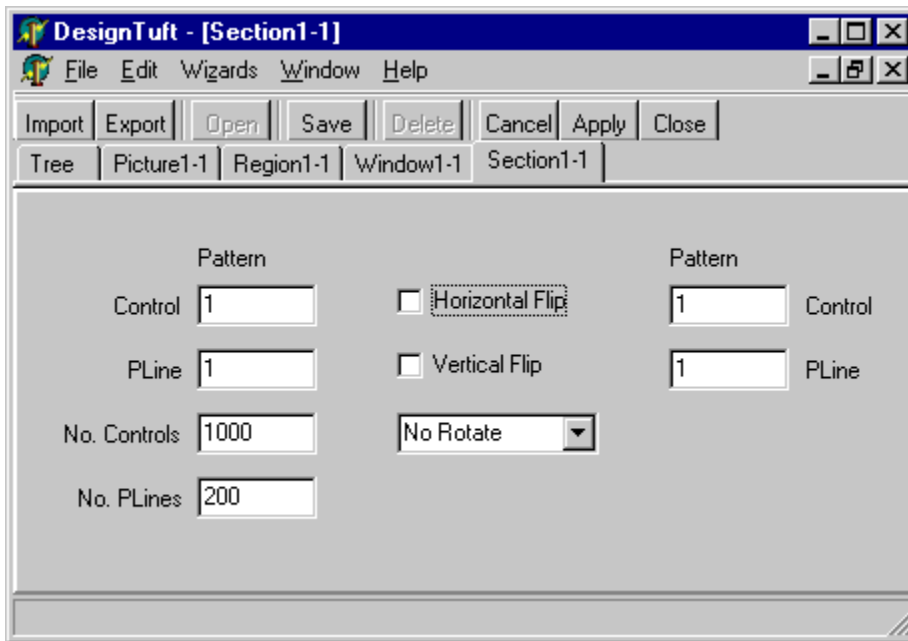 DesignTuft - [Section1-1]
File Edit Wizards Window Help
Import Export Open Save Delete Cancel Apply Close
Tree Picture1-1 Region1-1 Window1-1 Section1-1
Pattern Pattern
Control 1 Horizontal Flip 1 Control
PLine 1 Vertical Flip 1 PLine
No. Controls 1000 No Rotate
No. PLines 200